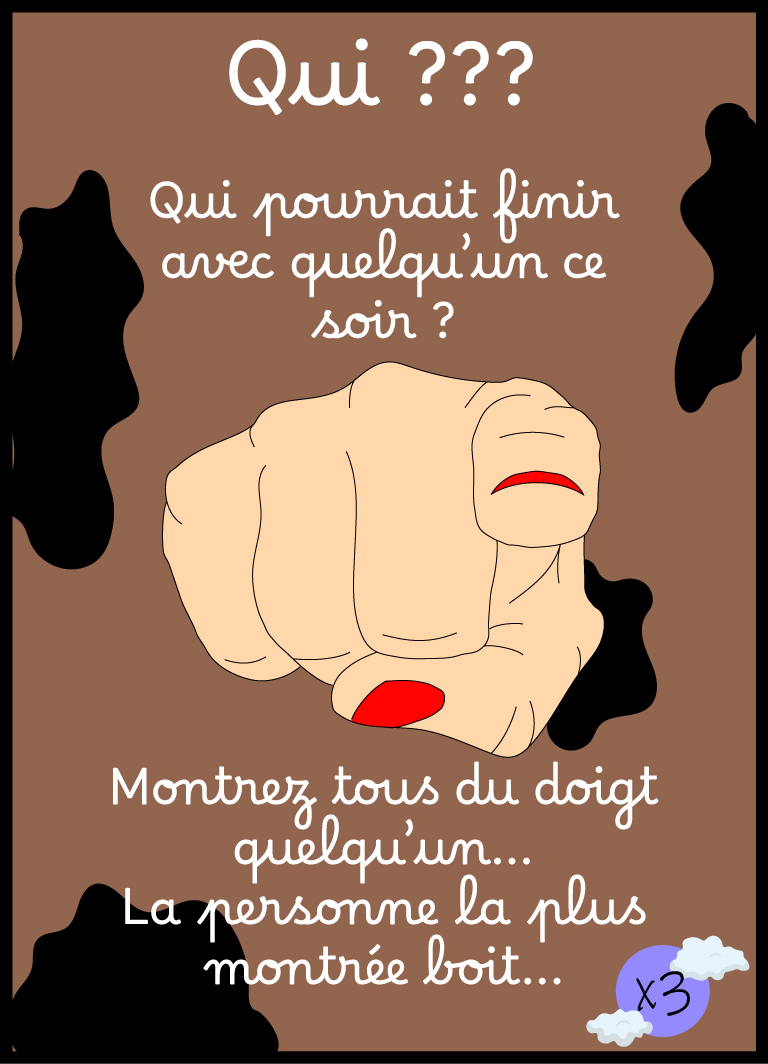 Qui ???
Qui pourrait finir
avec quelqu'un ce
soir ?
Montrez tous du doigt
quelqu'un...
La personne la plus
montrée boit...
x3